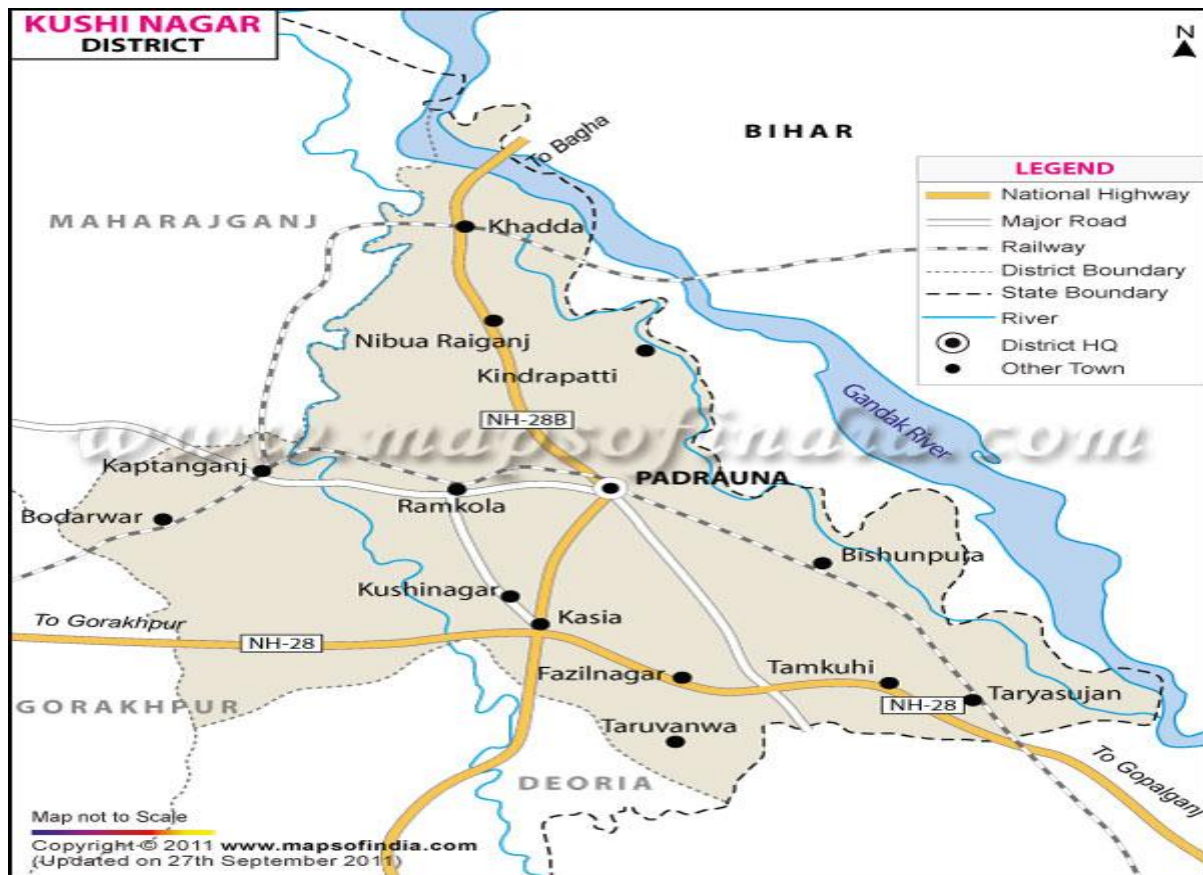 KUSHI NAGAR
DISTRICT
N
BIHAR
To Bagha
LEGEND
National Highway
Major Road
Railway
District Boundary
State Boundary
River
District HQ
Other Town
MAHARAJGANJ
Khadda
Nibua Raiganj
Kindrapatti
NH-28B
Gandak River
www.mapsofindia.com
Kaptanganj
PADRAUNA
Ramkola
Bodarwar
Bishunpura
Kushinagar
Kasia
To Gorakhpur
NH-28
Fazilnagar
Tamkuhi
Taryasujan
NH-28
GORAKHPUR
Taruvanwa
DEORIA
To Gopalganj
Map not to Scale
Copyright © 2011 www.mapsofindia.com
(Updated on 27th September 2011)